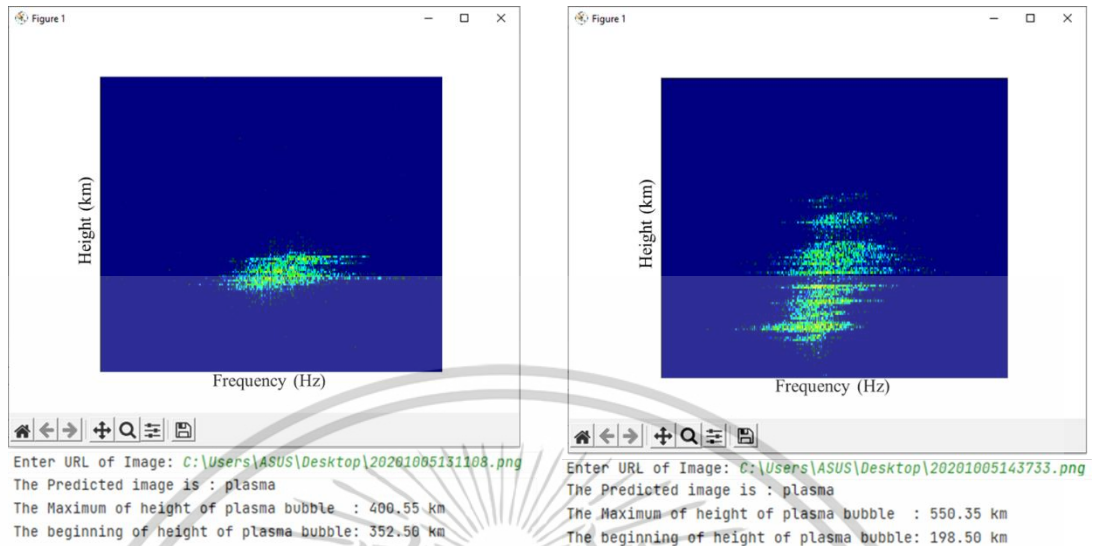 Figure 1
Height (km)
Frequency (Hz)
Enter URL of Image: C:\Users\ASUS\Desktop\20201005131108.png
The Predicted image is : plasma
The Maximum of height of plasma bubble : 400.55 km
The beginning of height of plasma bubble: 352.50 km
Figure 1
Height (km)
Frequency (Hz)
Enter URL of Image: C:\Users\ASUS\Desktop\20201005143733.png
The Predicted image is : plasma
The Maximum of height of plasma bubble : 550.35 km
The beginning of height of plasma bubble: 198.50 km